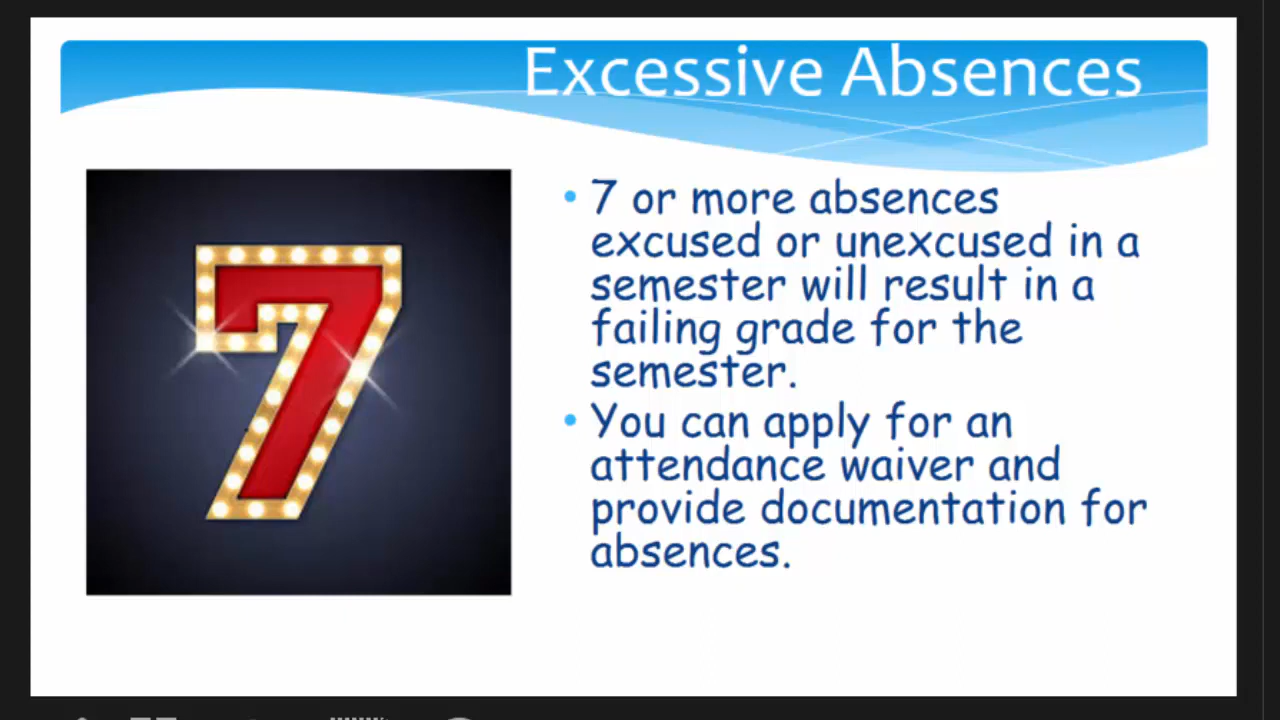 Excessive Absences
7
• 7 or more absences
excused or unexcused in a
semester will result in a
failing grade for the
semester.
• You can apply for an
attendance waiver and
provide documentation for
absences.